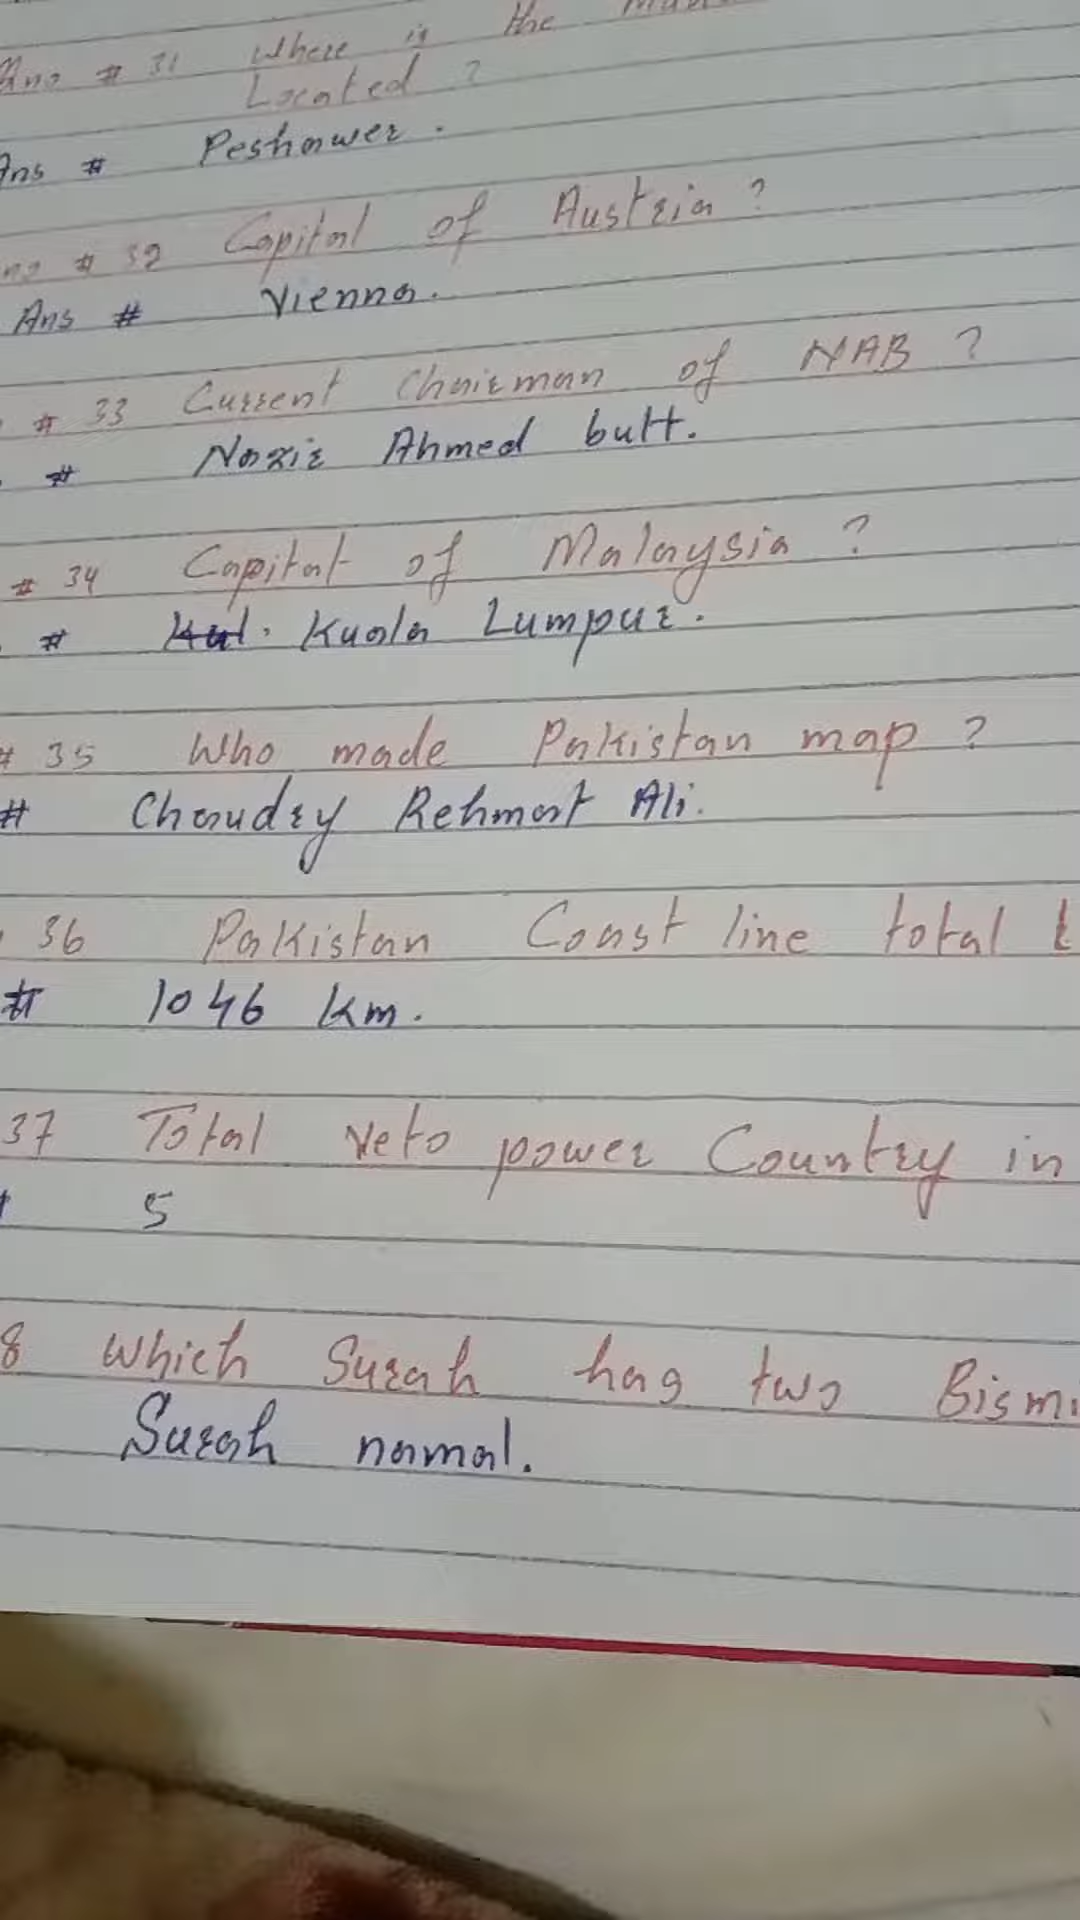 # 31 Where is the
Located ?
Ans # Peshawer.
# 32 Capital of Austria ?
Ans # Vienna.
# 33 Current Chairman of NAB ?
# Nazir Ahmed butt.
# 34 Capital of Malaysia ?
# Kuala Lumpur.
# 35 Who made Pakistan map ?
# Choudry Rehmat Ali.
36 Pakistan Coast line total
# 1046 km.
37 Total Veto power Country in
5
8 Which Surah has two
Surah namal.